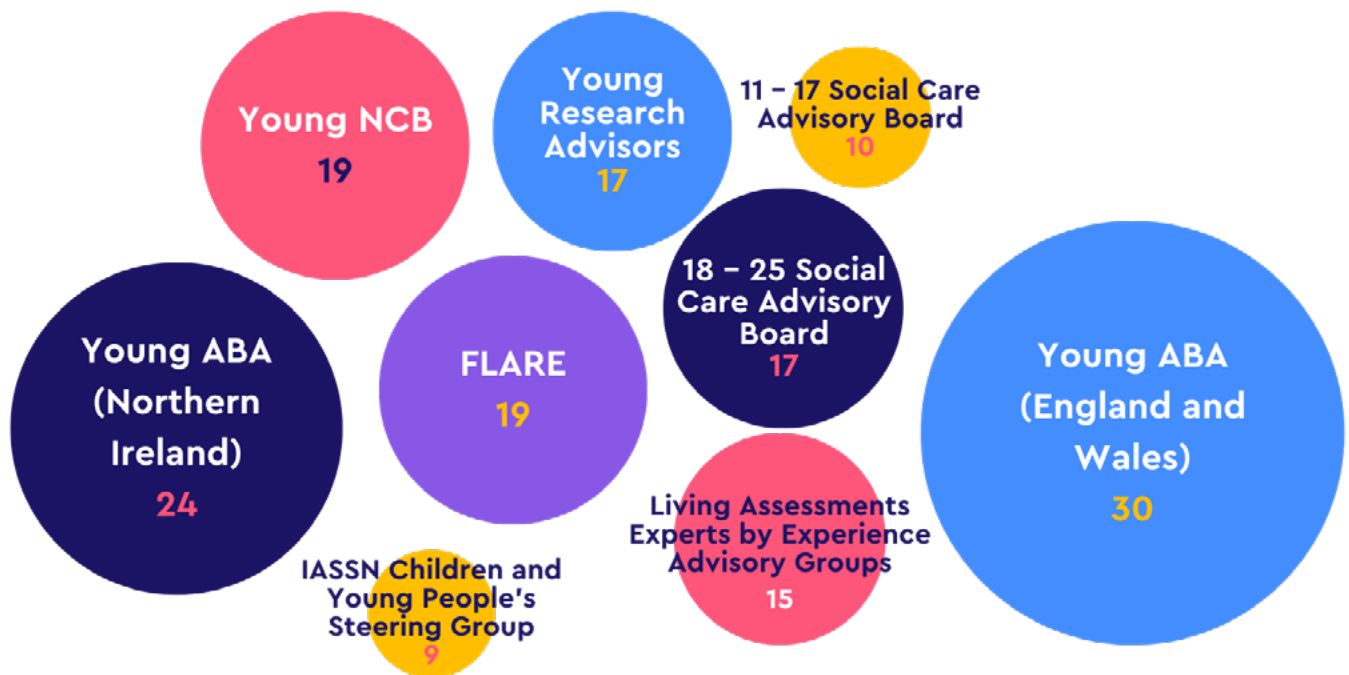 Young NCB
19
Young
Research
Advisors
17
11 – 17 Social Care
Advisory Board
10
Young ABA
(Northern
Ireland)
24
FLARE
19
18 – 25 Social
Care Advisory
Board
17
Young ABA
(England and
Wales)
30
IASSN Children and
Young People's
Steering Group
9
Living Assessments
Experts by Experience
Advisory Groups
15